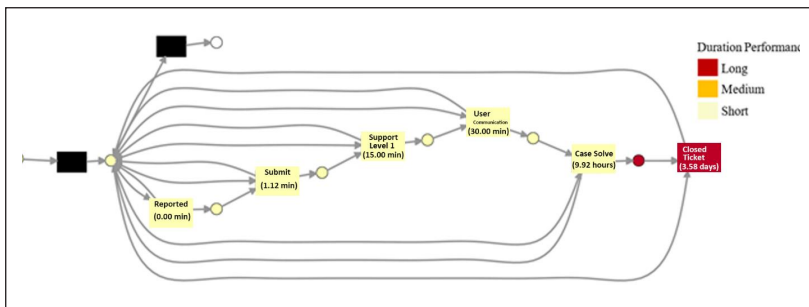 Duration Performance
Long
Medium
Short
User
Communication
(30.00 min)
Support
Level 1
(15.00 min)
Case Solve
(9.92 hours)
Closed
Ticket
(3.58 days)
Submit
(1.12 min)
Reported
(0.00 min)